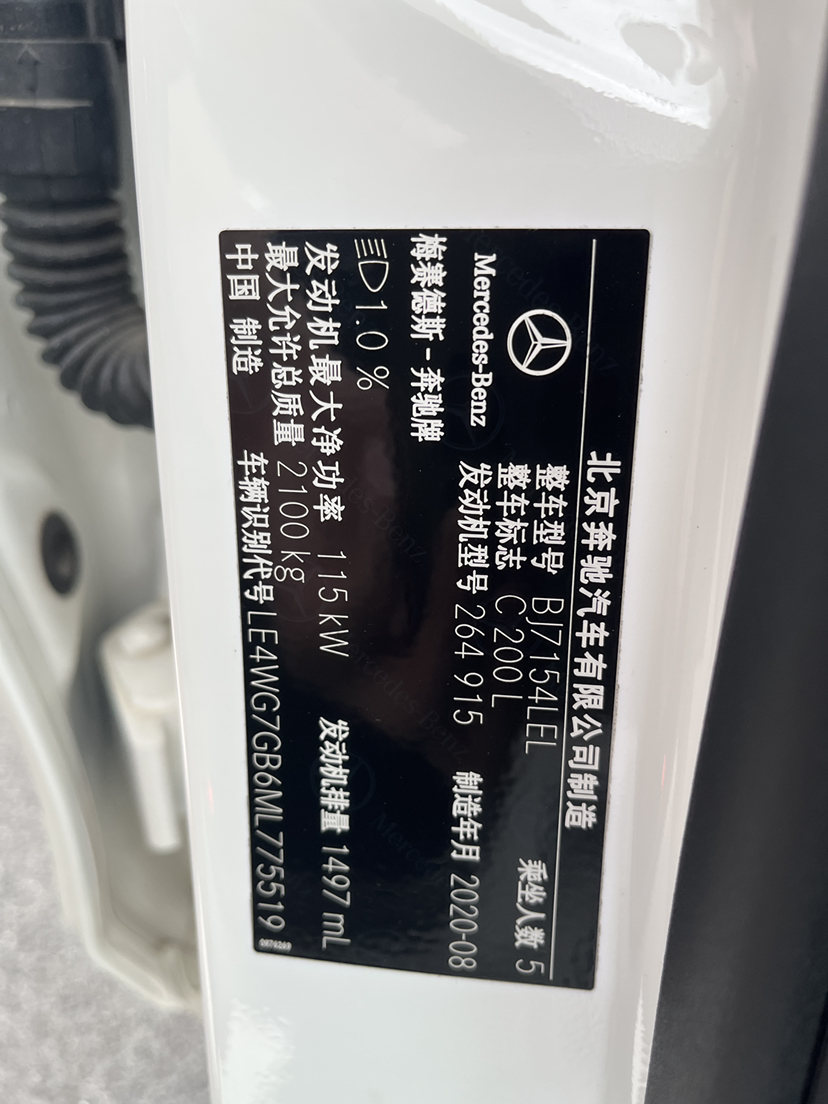 北京奔驰汽车有限公司制造
Mercedes-Benz
梅赛德斯-奔驰牌
整车型号 BJ7154LEL 乘坐人数 5
整车标志 C 200 L
发动机型号 264 915 制造年月 2020-08
1.0 %
发动机最大净功率 115 kW 发动机排量 1497 mL
最大允许总质量 2100 kg
中国 制造 车辆识别代号 LE4WG7GB6ML775519